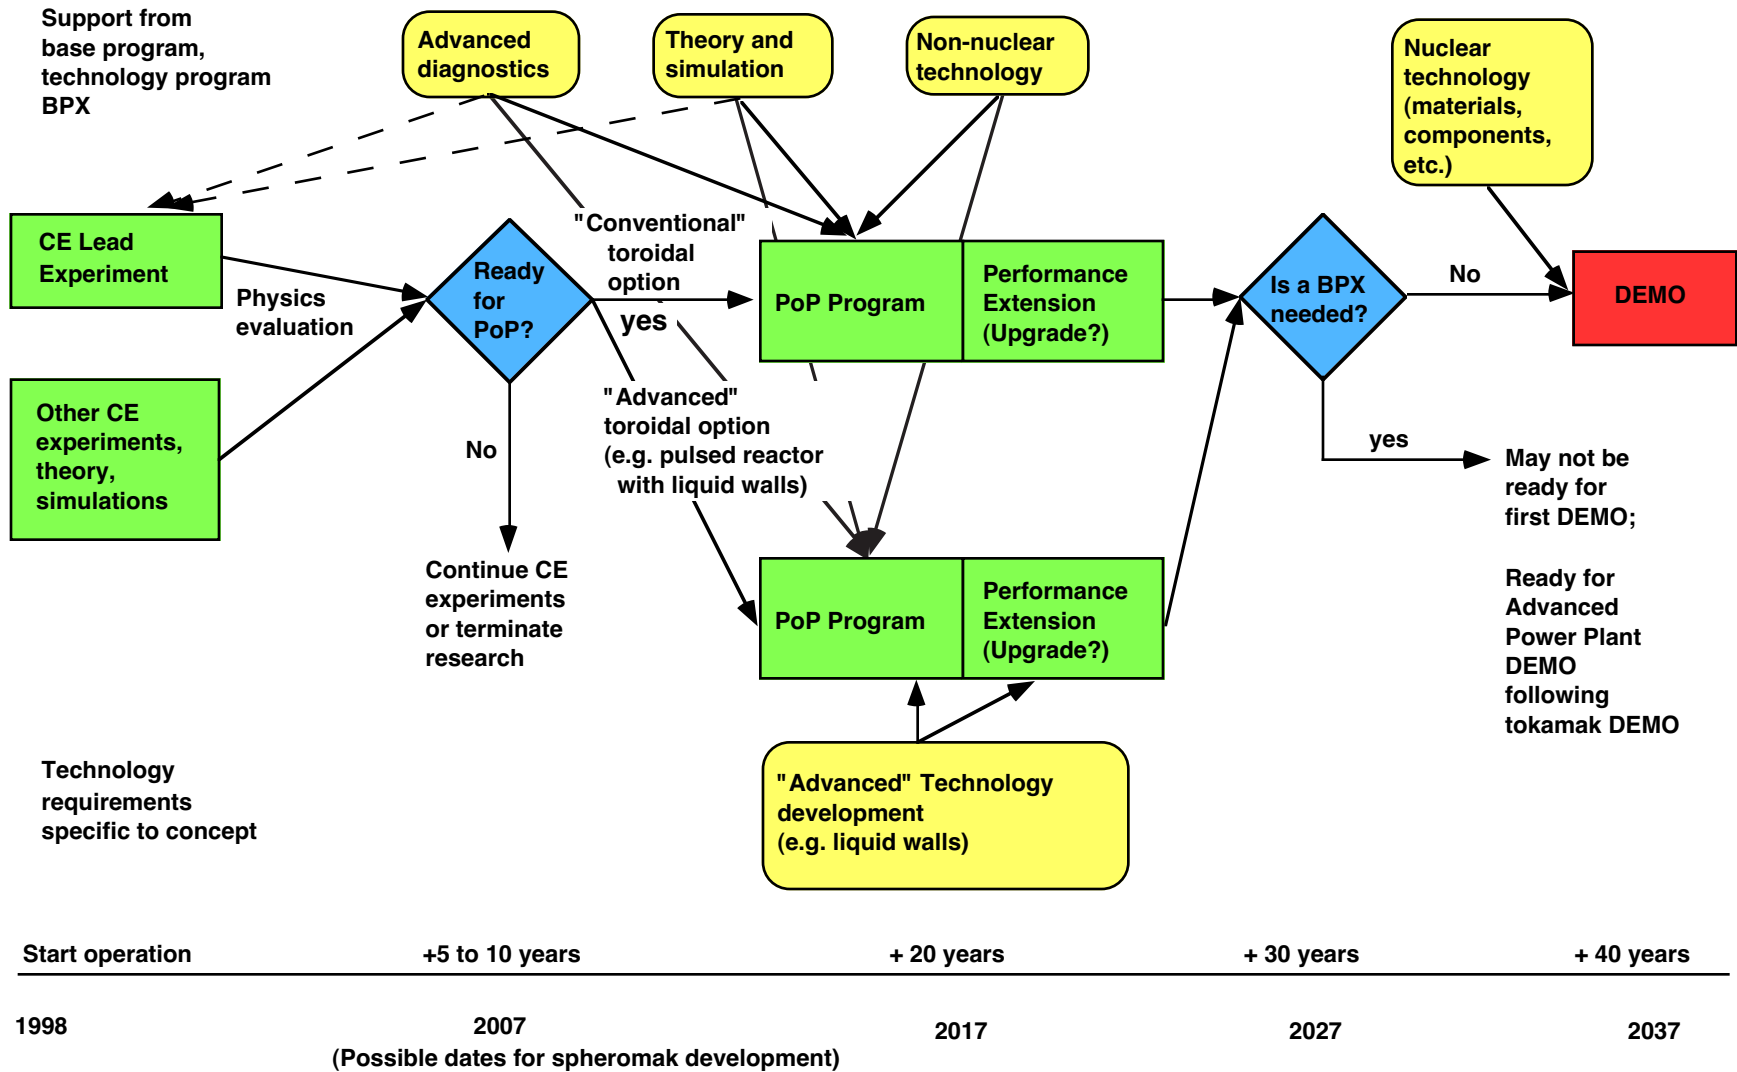 Support from
base program,
technology program
BPX
Advanced
diagnostics
Theory and
simulation
Non-nuclear
technology
Nuclear
technology
(materials,
components,
etc.)
CE Lead
Experiment
Physics
evaluation
Other CE
experiments,
theory,
simulations
Ready
for
PoP?
No
Continue CE
experiments
or terminate
research
"Conventional"
toroidal
option
yes
"Advanced"
toroidal option
(e.g. pulsed reactor
with liquid walls)
PoP Program
Performance
Extension
(Upgrade?)
PoP Program
Performance
Extension
(Upgrade?)
"Advanced" Technology
development
(e.g. liquid walls)
Is a BPX
needed?
No
DEMO
yes
May not be
ready for
first DEMO;
Ready for
Advanced
Power Plant
DEMO
following
tokamak DEMO
Technology
requirements
specific to concept
Start operation
+5 to 10 years
+ 20 years
+ 30 years
+ 40 years
1998
2007
2017
2027
2037
(Possible dates for spheromak development)